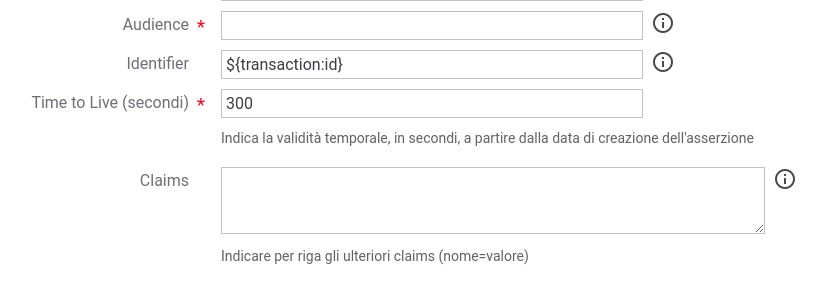 Audience *
Identifier ${transaction:id}
Time to Live (secondi) * 300
Indica la validità temporale, in secondi, a partire dalla data di creazione dell'asserzione
Claims
Indicare per riga gli ulteriori claims (nome=valore)